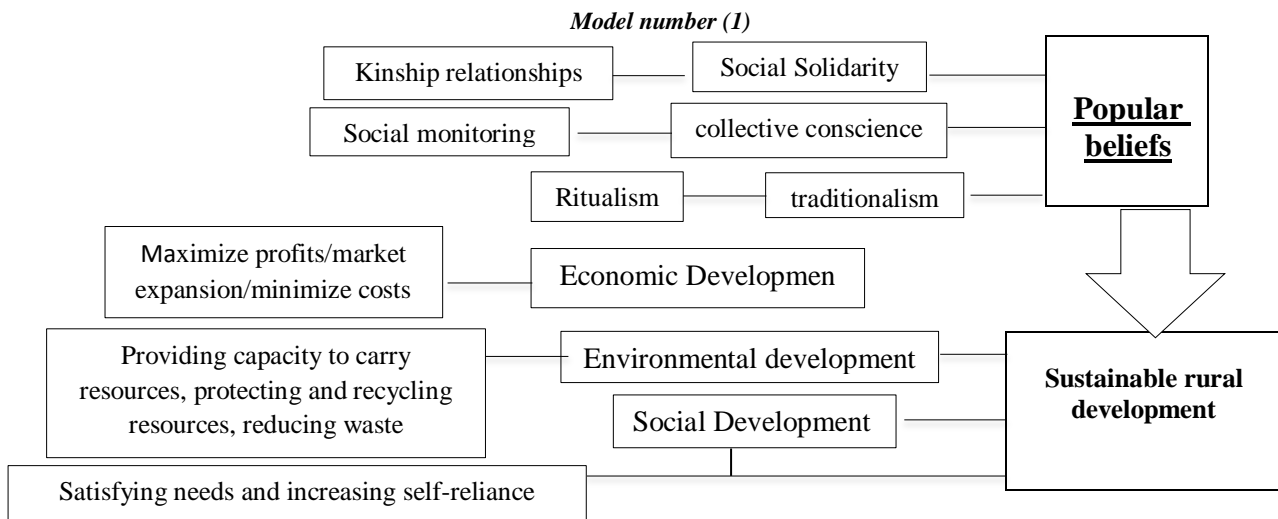 Model number (1)
Kinship relationships
Social Solidarity
Popular
beliefs
Social monitoring
collective conscience
Ritualism
traditionalism
Maximize profits/market
expansion/minimize costs
Economic Developmen
Providing capacity to carry
resources, protecting and recycling
resources, reducing waste
Environmental development
Sustainable rural
development
Social Development
Satisfying needs and increasing self-reliance